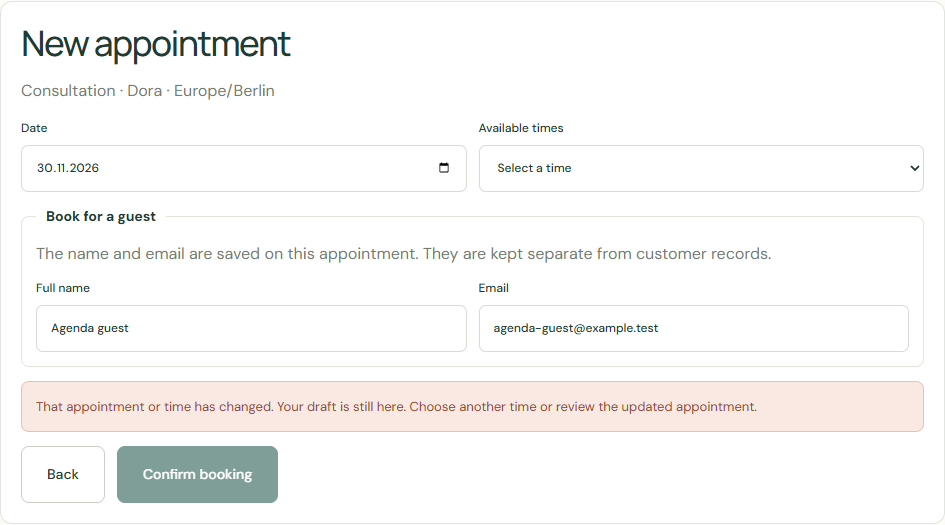 New appointment
Consultation · Dora · Europe/Berlin
Date
Available times
30.11.2026
Select a time
Book for a guest
The name and email are saved on this appointment. They are kept separate from customer records.
Full name
Email
Agenda guest
agenda-guest@example.test
That appointment or time has changed. Your draft is still here. Choose another time or review the updated appointment.
Back
Confirm booking